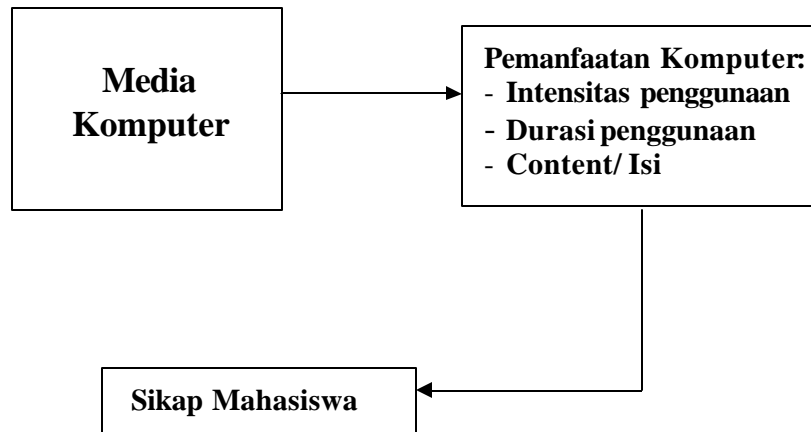 Media
Komputer
Pemanfaatan Komputer:
- Intensitas penggunaan
- Durasi penggunaan
- Content/ Isi
Sikap Mahasiswa